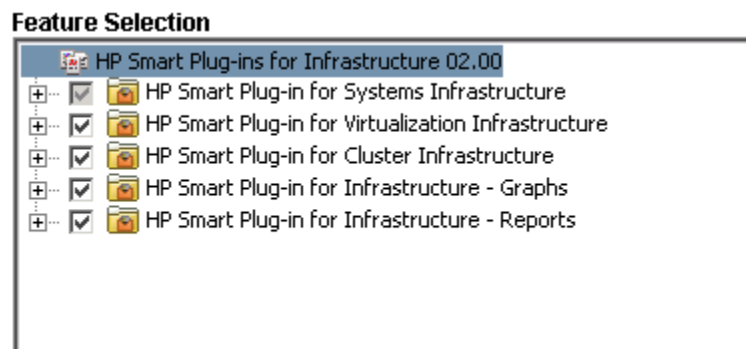 Feature Selection
HP Smart Plug-ins for Infrastructure 02.00
HP Smart Plug-in for Systems Infrastructure
HP Smart Plug-in for Virtualization Infrastructure
HP Smart Plug-in for Cluster Infrastructure
HP Smart Plug-in for Infrastructure - Graphs
HP Smart Plug-in for Infrastructure - Reports